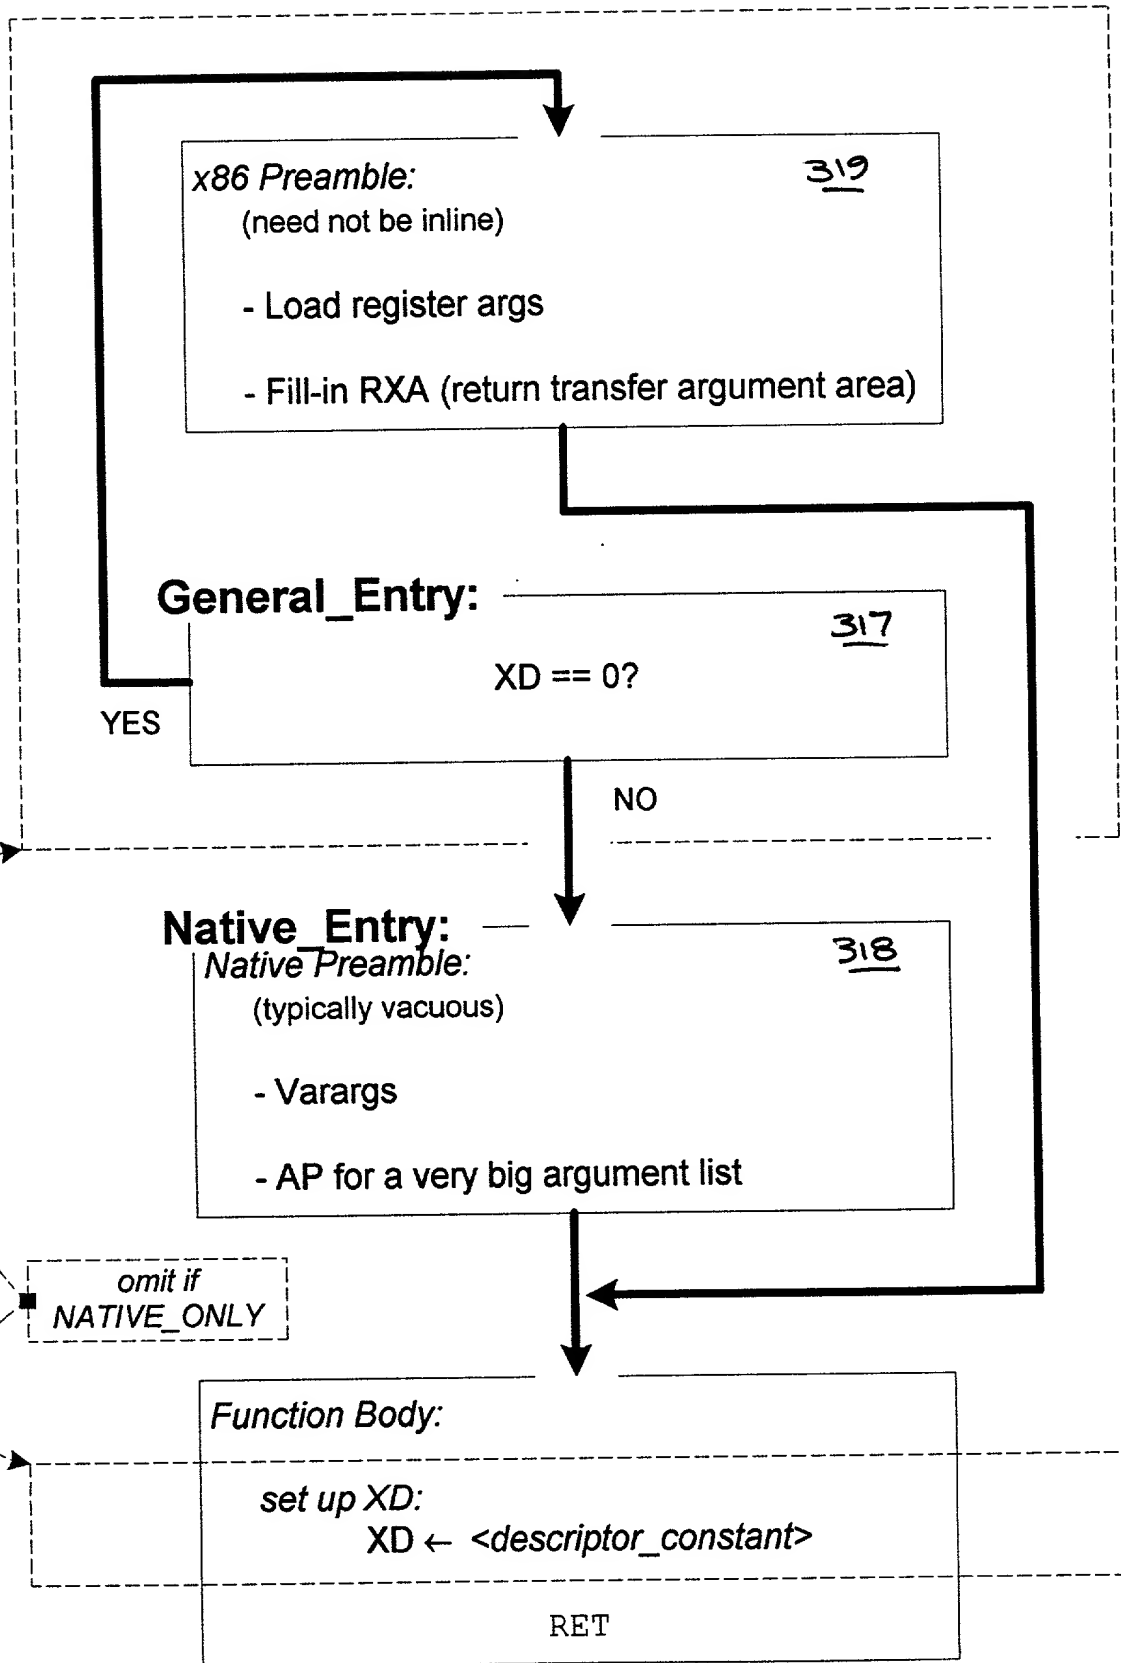 x86 Preamble:
319
(need not be inline)
- Load register args
- Fill-in RXA (return transfer argument area)
General_Entry:
317
XD == 0?
YES
NO
Native_Entry:
318
Native Preamble:
(typically vacuous)
- Varargs
- AP for a very big argument list
omit if
NATIVE_ONLY
Function Body:
set up XD:
XD ← <descriptor_constant>
RET